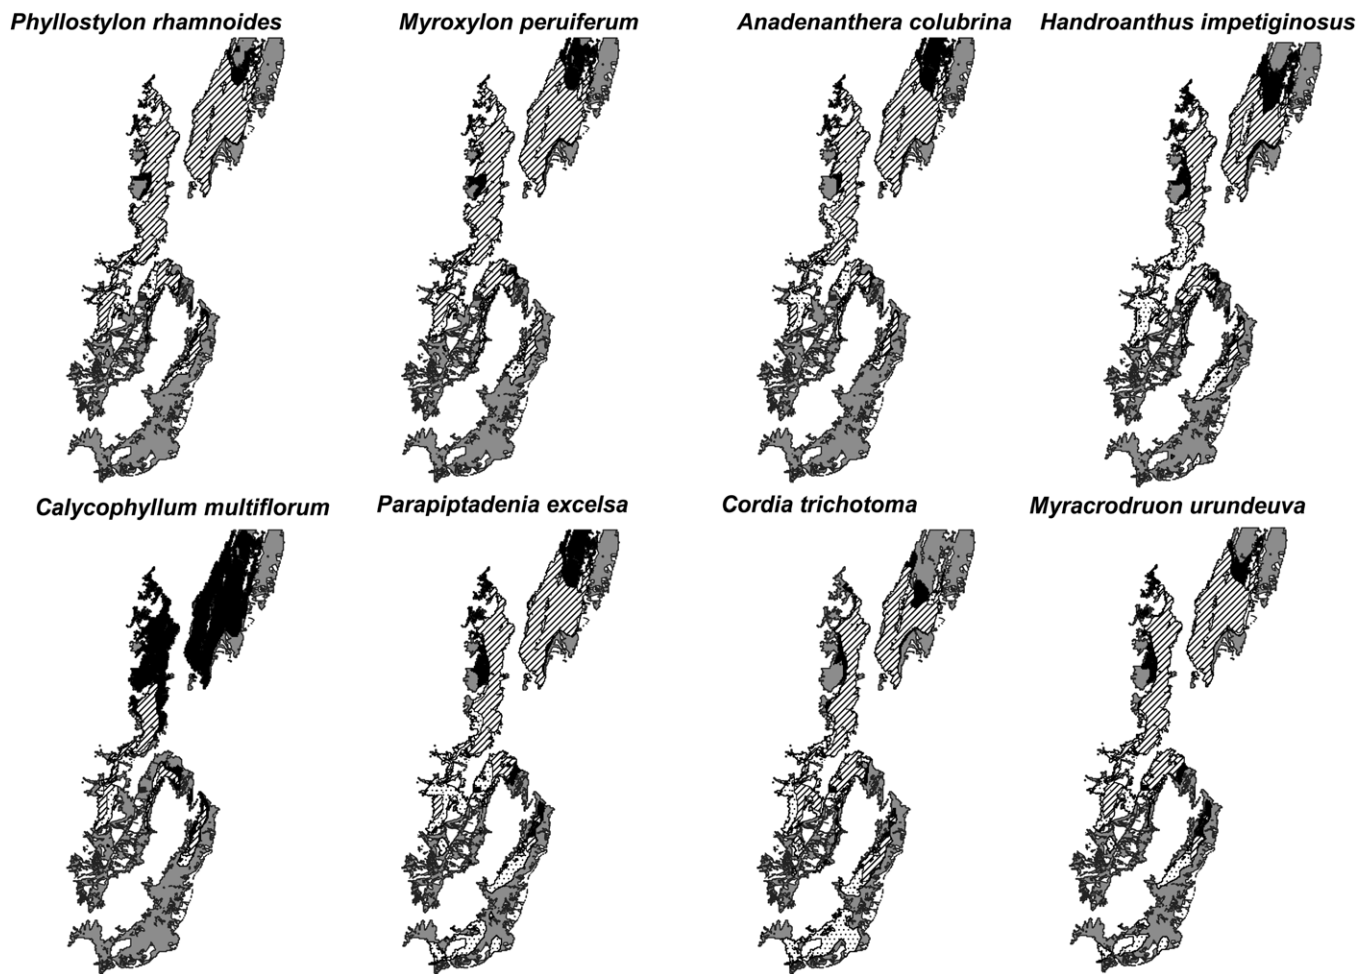 Phyllostylon rhamnoides
Myroxylon peruiferum
Anadenanthera colubrina
Handroanthus impetiginosus
Calycophyllum multiflorum
Parapiptadenia excelsa
Cordia trichotoma
Myracrodruon urundeuva